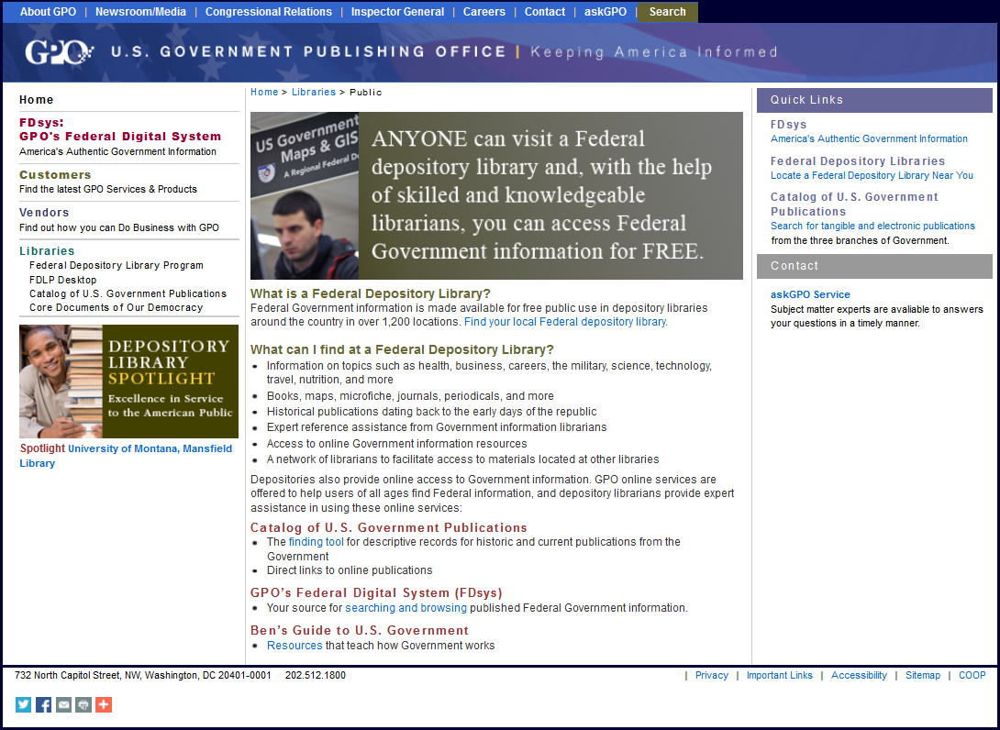 About GPO | Newsroom/Media | Congressional Relations | Inspector General | Careers | Contact | askGPO | Search
GPO U.S. GOVERNMENT PUBLISHING OFFICE | Keeping America Informed
Home
FDsys:
GPO's Federal Digital System
America's Authentic Government Information
Customers
Find the latest GPO Services & Products
Vendors
Find out how you can Do Business with GPO
Libraries
Federal Depository Library Program
FDLP Desktop
Catalog of U.S. Government Publications
Core Documents of Our Democracy
DEPOSITORY
LIBRARY
SPOTLIGHT
Excellence in Service
to the American Public
Spotlight University of Montana, Mansfield
Library
Home > Libraries > Public
US Government
Maps & GIS
A Regional Federal
ANYONE can visit a Federal
depository library and, with the help
of skilled and knowledgeable
librarians, you can access Federal
Government information for FREE.
What is a Federal Depository Library?
Federal Government information is made available for free public use in depository libraries
around the country in over 1,200 locations. Find your local Federal depository library.
What can I find at a Federal Depository Library?
• Information on topics such as health, business, careers, the military, science, technology,
travel, nutrition, and more
• Books, maps, microfiche, journals, periodicals, and more
• Historical publications dating back to the early days of the republic
• Expert reference assistance from Government information librarians
• Access to online Government information resources
• A network of librarians to facilitate access to materials located at other libraries
Depositories also provide online access to Government information. GPO online services are
offered to help users of all ages find Federal information, and depository librarians provide expert
assistance in using these online services:
Catalog of U.S. Government Publications
• The finding tool for descriptive records for historic and current publications from the
Government
• Direct links to online publications
GPO's Federal Digital System (FDsys)
• Your source for searching and browsing published Federal Government information.
Ben's Guide to U.S. Government
• Resources that teach how Government works
Quick Links
FDsys
America's Authentic Government Information
Federal Depository Libraries
Locate a Federal Depository Library Near You
Catalog of U.S. Government
Publications
Search for tangible and electronic publications
from the three branches of Government.
Contact
askGPO Service
Subject matter experts are avaliable to answers
your questions in a timely manner.
732 North Capitol Street, NW, Washington, DC 20401-0001 202.512.1800
| Privacy | Important Links | Accessibility | Sitemap | COOP